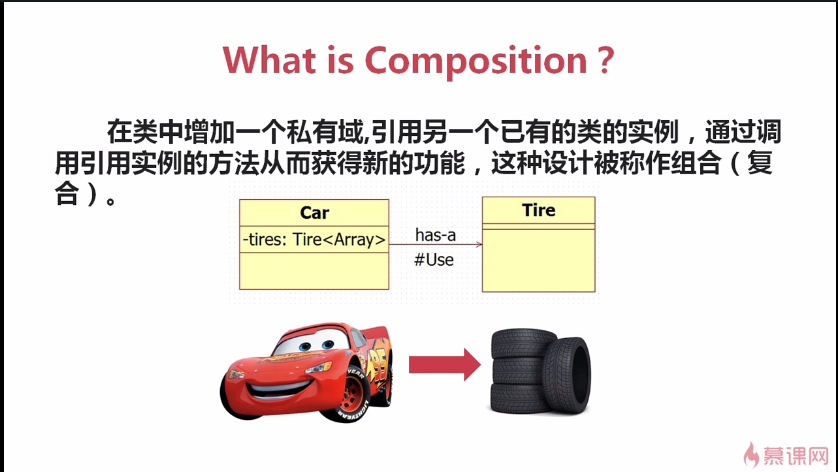 What is Composition？
在类中增加一个私有域,引用另一个已有的类的实例，通过调
用引用实例的方法从而获得新的功能，这种设计被称作组合（复
合）。
Car
-tires: Tire<Array>
has-a
#Use
Tire
慕课网